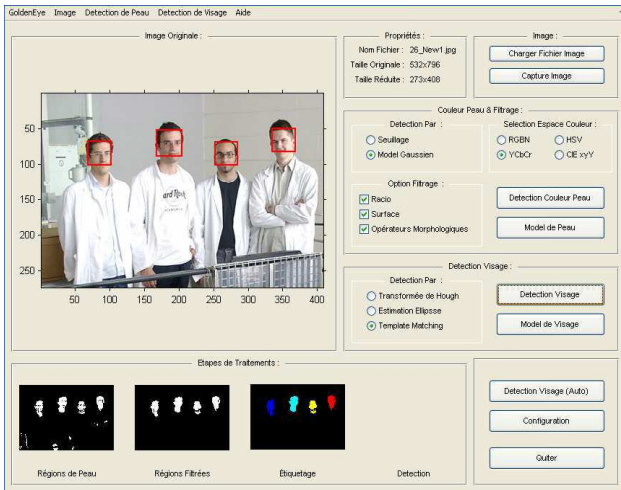 GoldenEye Image Detection de Peau Detection de Visage Aide
Image Originale :
50
100
150
200
250
50 100 150 200 250 300 350 400
Propriétés :
Nom Fichier : 26_New1.jpg
Taille Originale : 532x796
Taille Réduite : 273x408
Image :
Charger Fichier Image
Capture Image
Couleur Peau & Filtrage :
Detection Par :
Seuillage
Model Gaussien
Selection Espace Couleur :
RGBN HSV
YCbCr CIE xyY
Option Filtrage :
Racio
Surface
Opérateurs Morphologiques
Detection Couleur Peau
Model de Peau
Detection Visage :
Detection Par :
Transformée de Hough
Estimation Ellipsse
Template Matching
Detection Visage
Model de Visage
Etapes de Traitements :
Régions de Peau
Régions Filtrées
Étiquetage
Detection
Detection Visage (Auto)
Configuration
Quiter